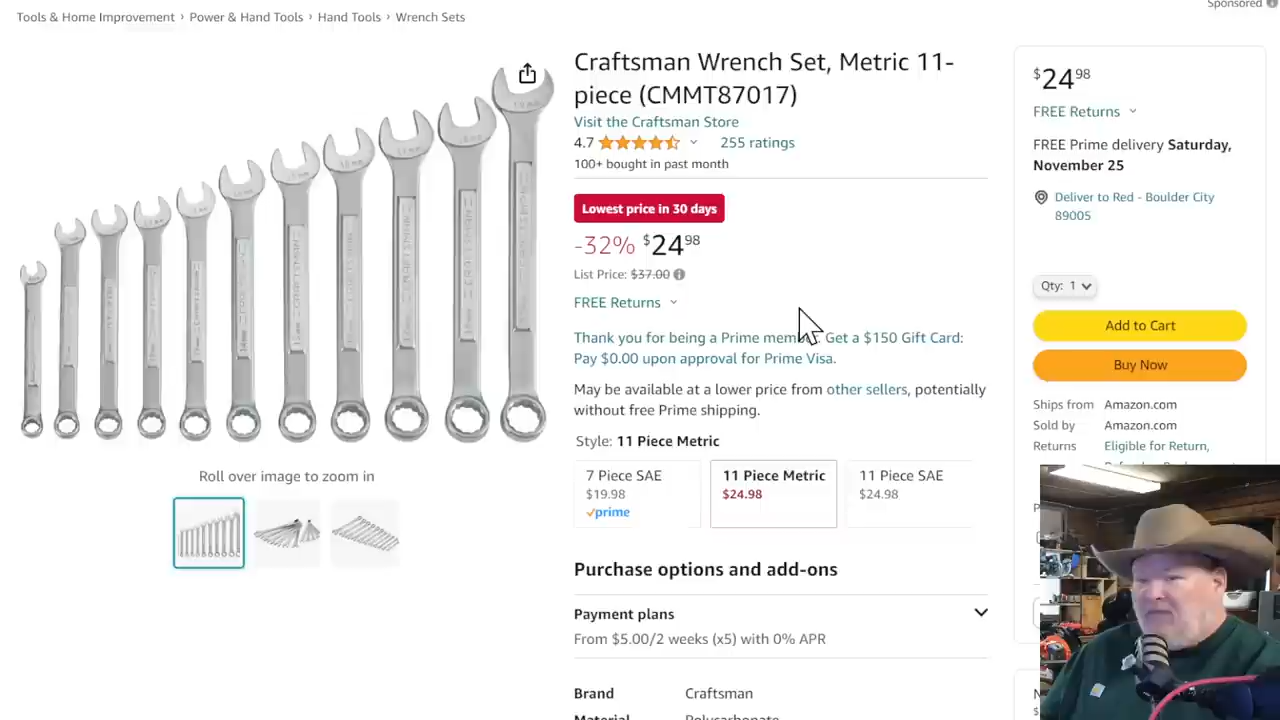 Tools & Home Improvement › Power & Hand Tools › Hand Tools › Wrench Sets
Sponsored
Craftsman Wrench Set, Metric 11-
piece (CMMT87017)
Visit the Craftsman Store
4.7
255 ratings
100+ bought in past month
Lowest price in 30 days
-32% $24 98
List Price: $37.00
FREE Returns
Thank you for being a Prime member. Get a $150 Gift Card:
Pay $0.00 upon approval for Prime Visa.
May be available at a lower price from other sellers, potentially
without free Prime shipping.
Style: 11 Piece Metric
7 Piece SAE
$19.98
prime
11 Piece Metric
$24.98
11 Piece SAE
$24.98
Purchase options and add-ons
Payment plans
From $5.00/2 weeks (x5) with 0% APR
Brand Craftsman
Material Polycarbonate
Roll over image to zoom in
CRAFTSMAN
$24 98
FREE Returns
FREE Prime delivery Saturday,
November 25
Deliver to Red - Boulder City
89005
Qty: 1
Add to Cart
Buy Now
Ships from Amazon.com
Sold by Amazon.com
Returns Eligible for Return,